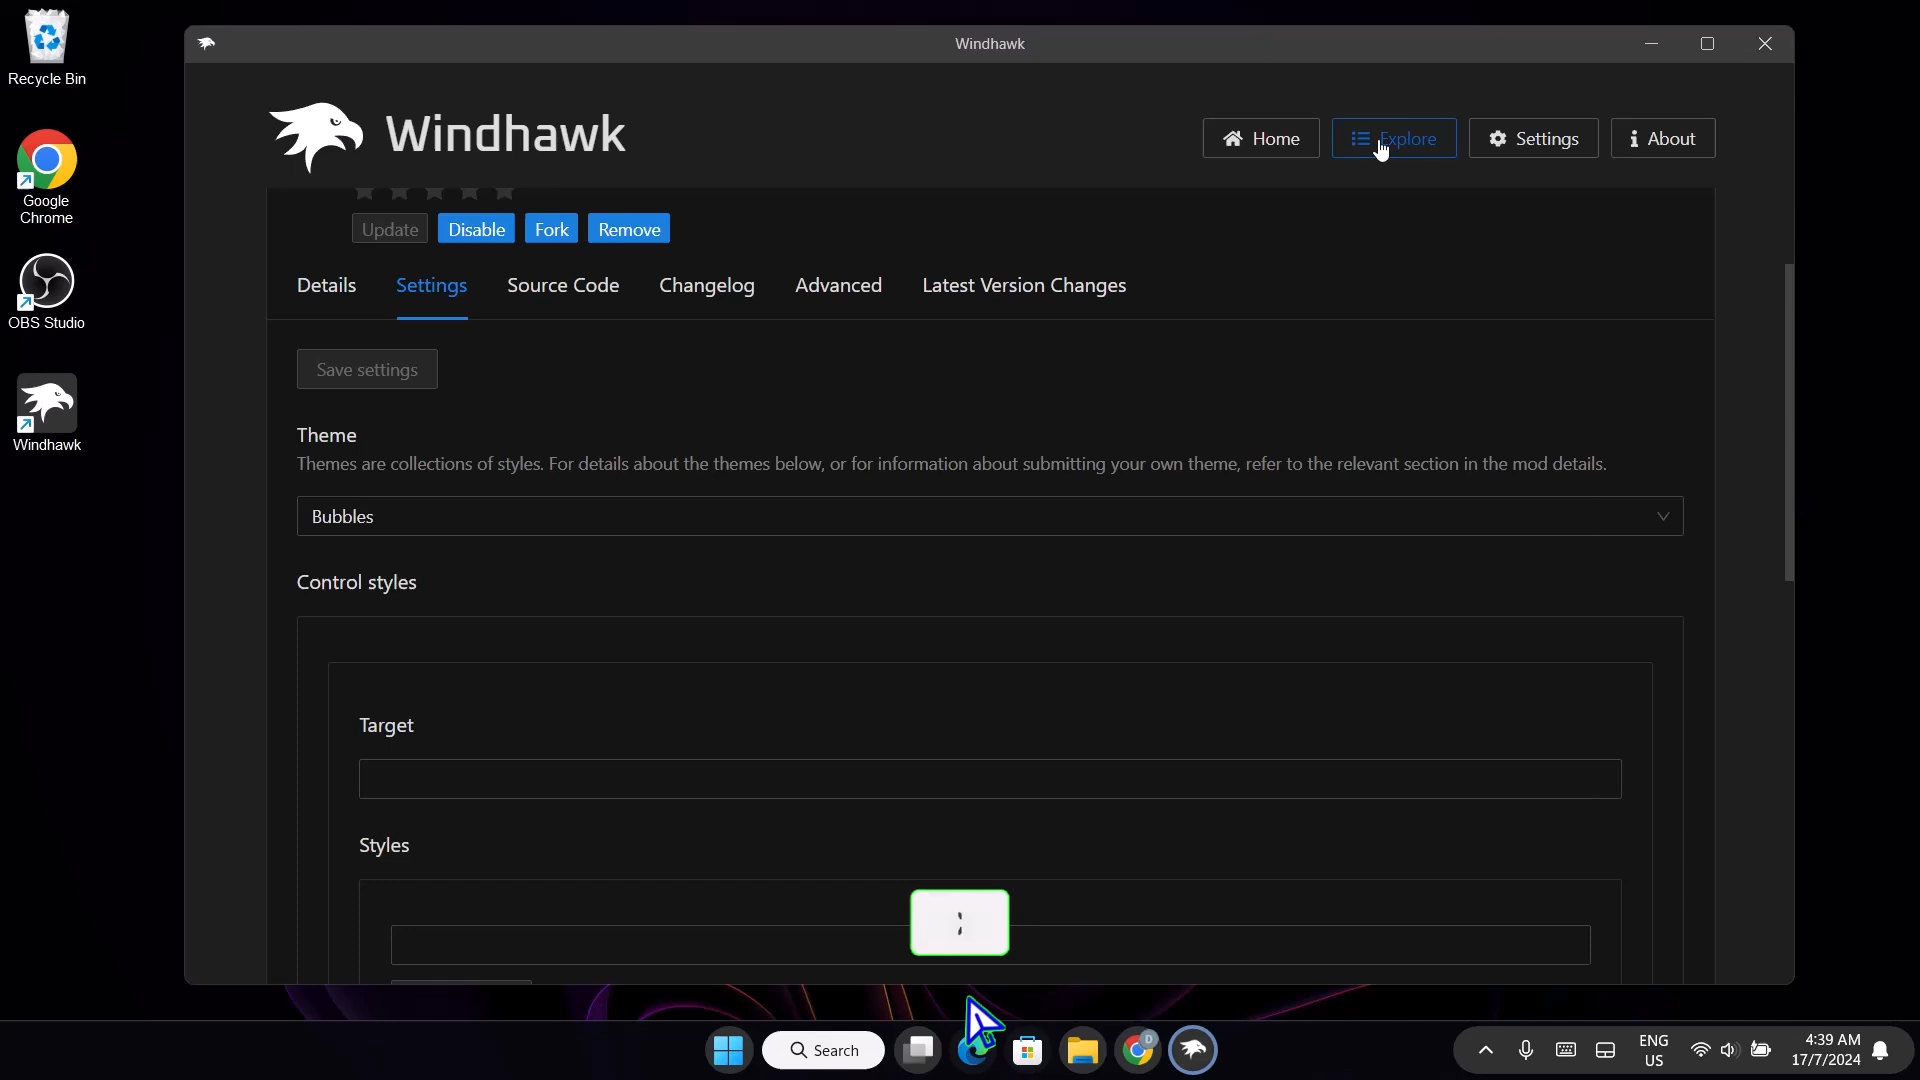 Recycle Bin
Google
Chrome
OBS Studio
Windhawk
Windhawk
Windhawk
Home
Explore
Settings
About
Update
Disable
Fork
Remove
Details
Settings
Source Code
Changelog
Advanced
Latest Version Changes
Save settings
Theme
Themes are collections of styles. For details about the themes below, or for information about submitting your own theme, refer to the relevant section in the mod details.
Bubbles
Control styles
Target
Styles
;
Search
D
ENG
US
4:39 AM
17/7/2024